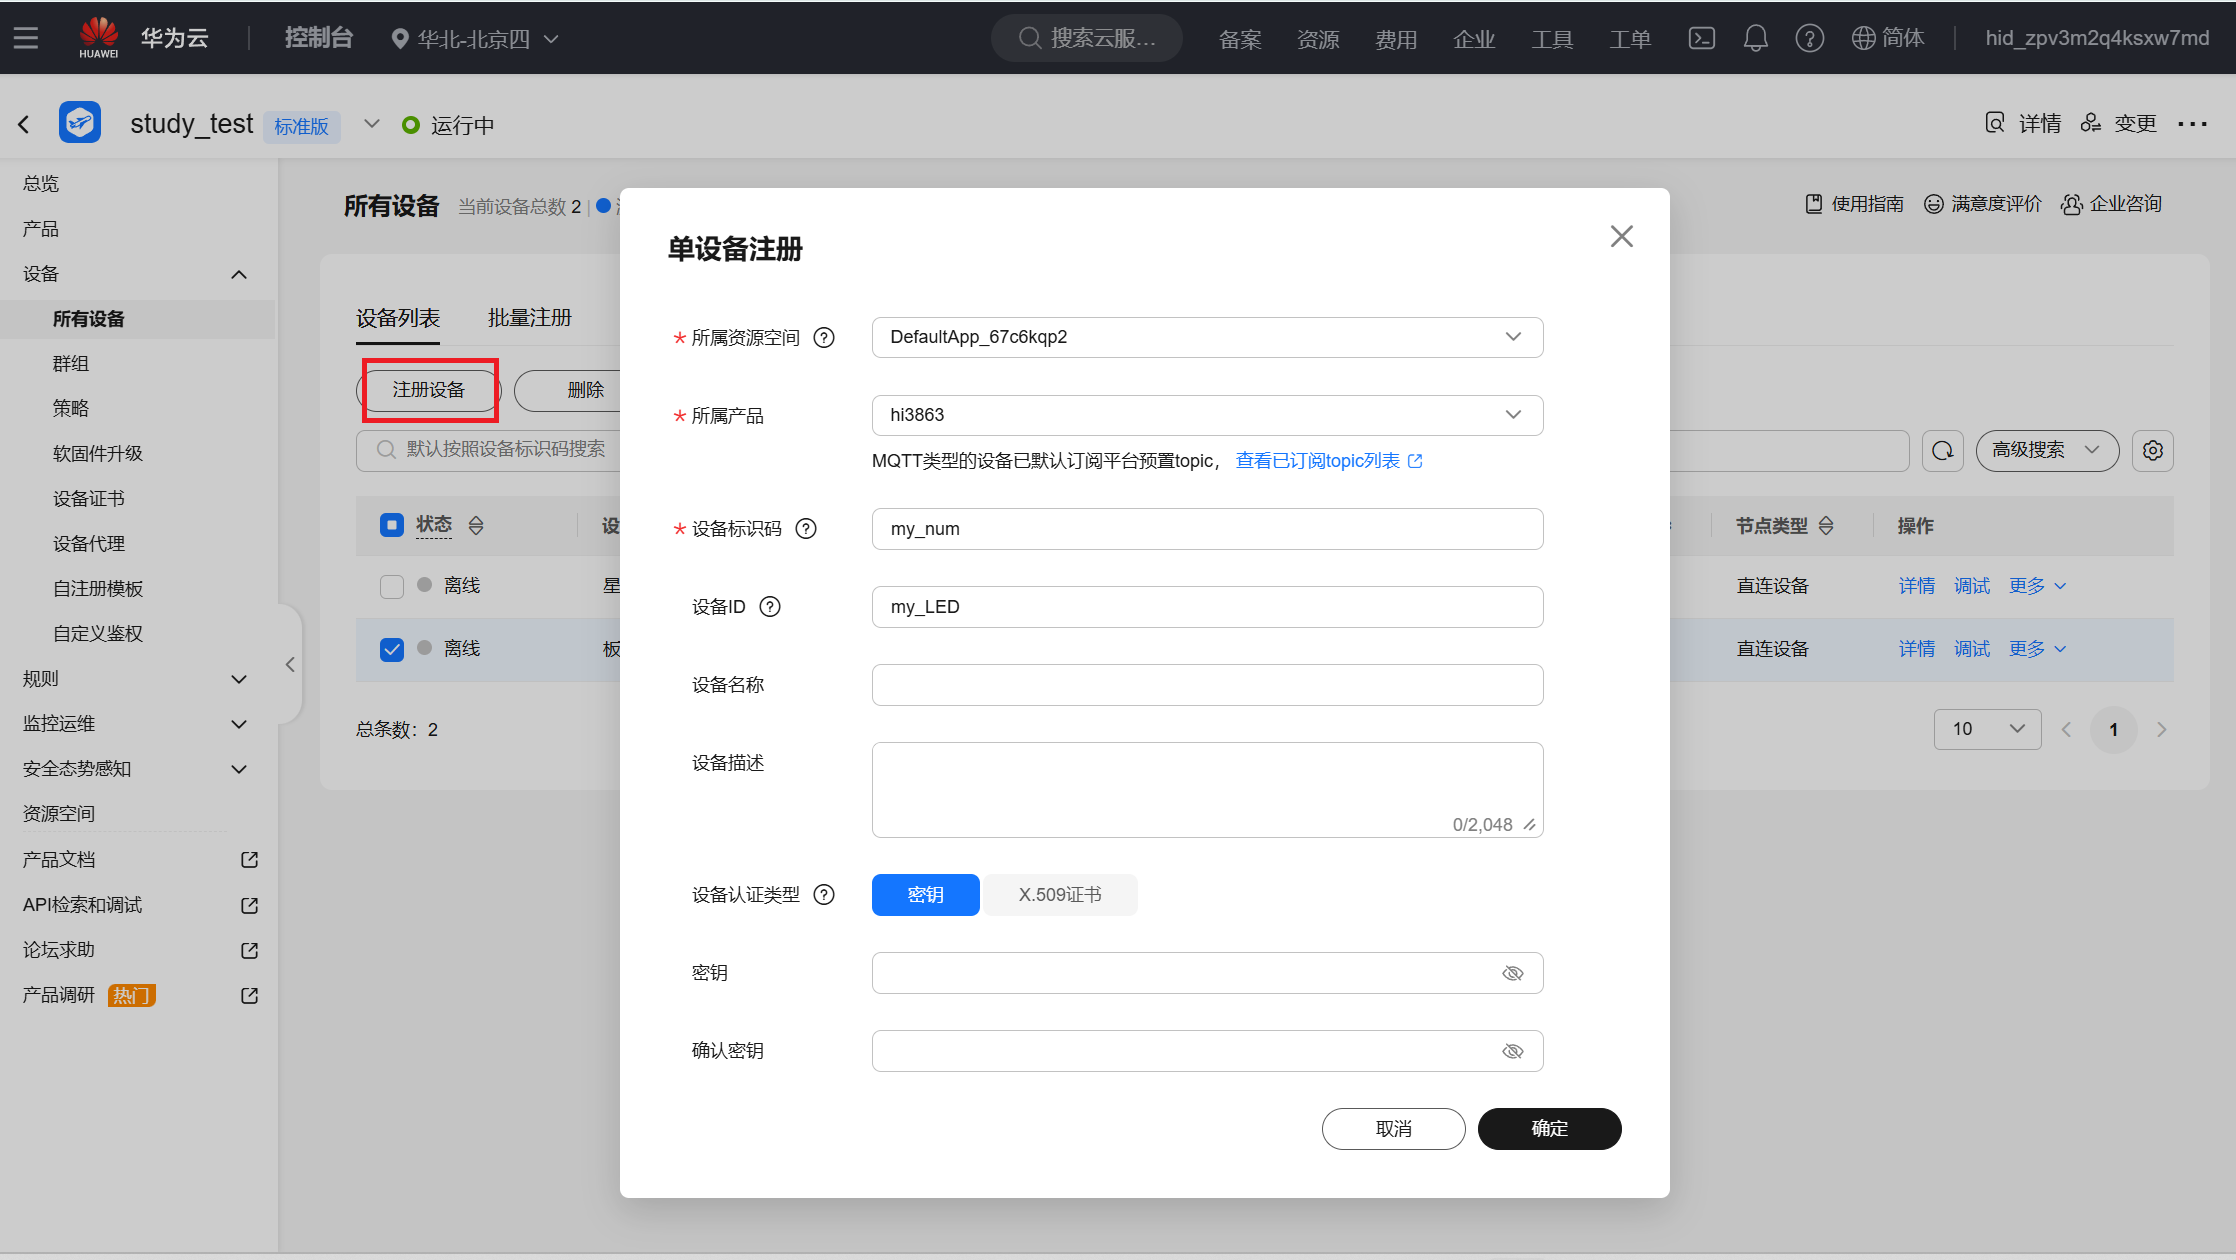 HUAWEI 华为云 控制台 华北-北京四 搜索云服... 备案 资源 费用 企业 工具 工单 简体 hid_zpv3m2q4ksxw7md
study_test 标准版 运行中 详情 变更
总览
产品
设备
所有设备
群组
策略
软固件升级
设备证书
设备代理
自注册模板
自定义鉴权
规则
监控运维
安全态势感知
资源空间
产品文档
API检索和调试
论坛求助
产品调研 热门
所有设备 当前设备总数 2
使用指南 满意度评价 企业咨询
设备列表 批量注册
注册设备 删除
默认按照设备标识码搜索
高级搜索
状态 设
节点类型 操作
离线 星
直连设备 详情 调试 更多
离线 板
直连设备 详情 调试 更多
总条数：2
10 1
单设备注册
* 所属资源空间 DefaultApp_67c6kqp2
* 所属产品 hi3863
MQTT类型的设备已默认订阅平台预置topic， 查看已订阅topic列表
* 设备标识码 my_num
设备ID my_LED
设备名称
设备描述
0/2,048
设备认证类型 密钥 X.509证书
密钥
确认密钥
取消 确定